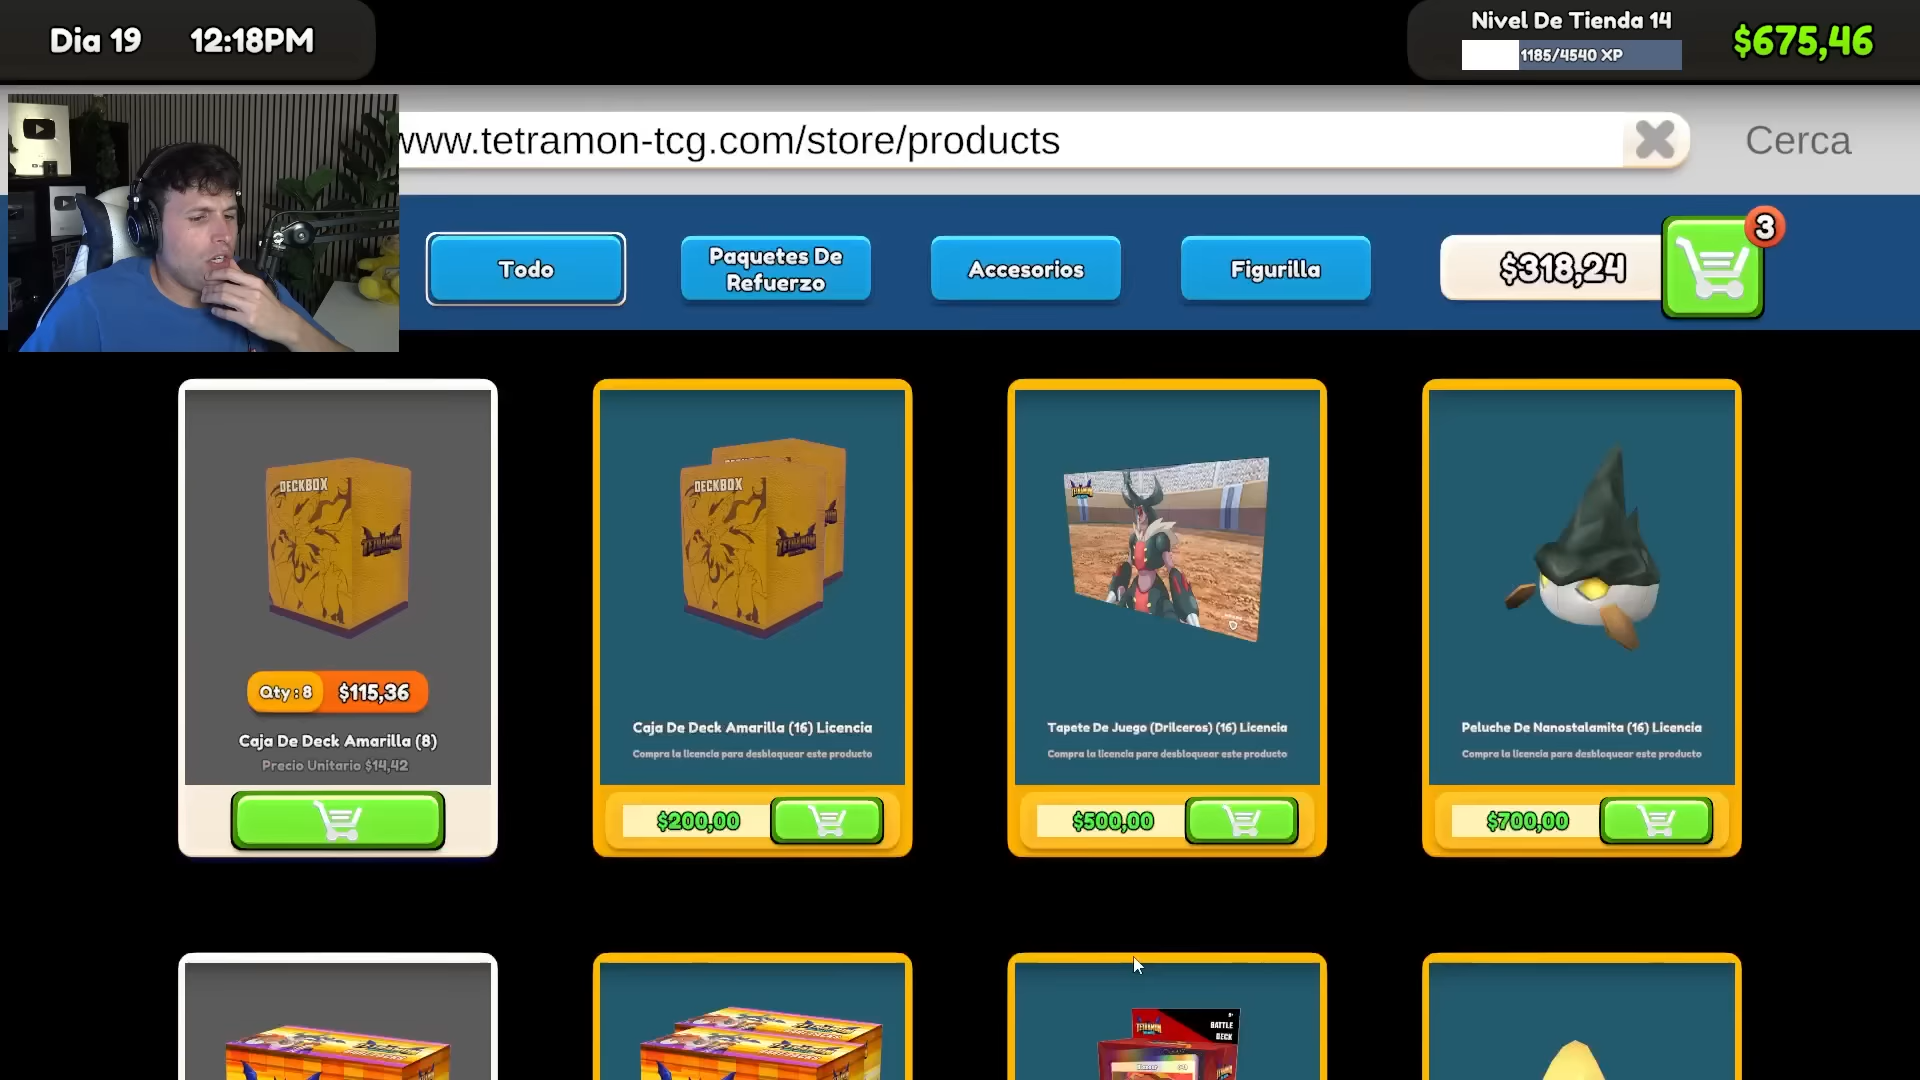 Dia 19
12:18PM
Nivel De Tienda 14
1185/4540 XP
$675,46
www.tetramon-tcg.com/store/products
Cerca
Todo
Paquetes De
Refuerzo
Accesorios
Figurilla
$318,24
3
DECKBOX
TETRAMON
Qty : 8
$115,36
Caja De Deck Amarilla (8)
Precio Unitario $14,42
DECKBOX
TETRAMON
Caja De Deck Amarilla (16) Licencia
Compra la licencia para desbloquear este producto
$200,00
TETRAMON
Tapete De Juego (Drilceros) (16) Licencia
Compra la licencia para desbloquear este producto
$500,00
Peluche De Nanostalamita (16) Licencia
Compra la licencia para desbloquear este producto
$700,00
TETRAMON
BATTLE
DECK